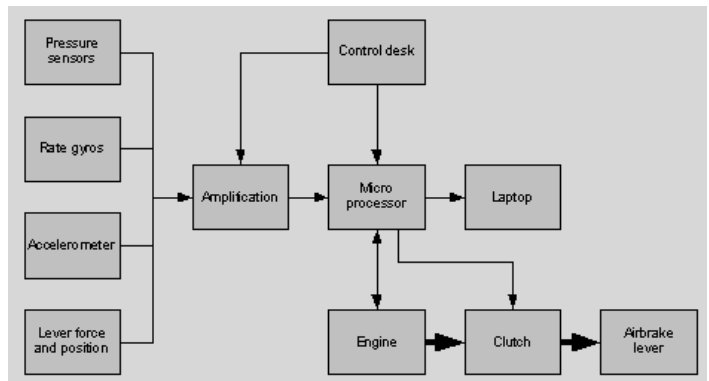 Pressure
sensors
Control desk
Rate gyros
Amplification
Micro
processor
Laptop
Accelerometer
Lever force
and position
Engine
Clutch
Airbrake
lever